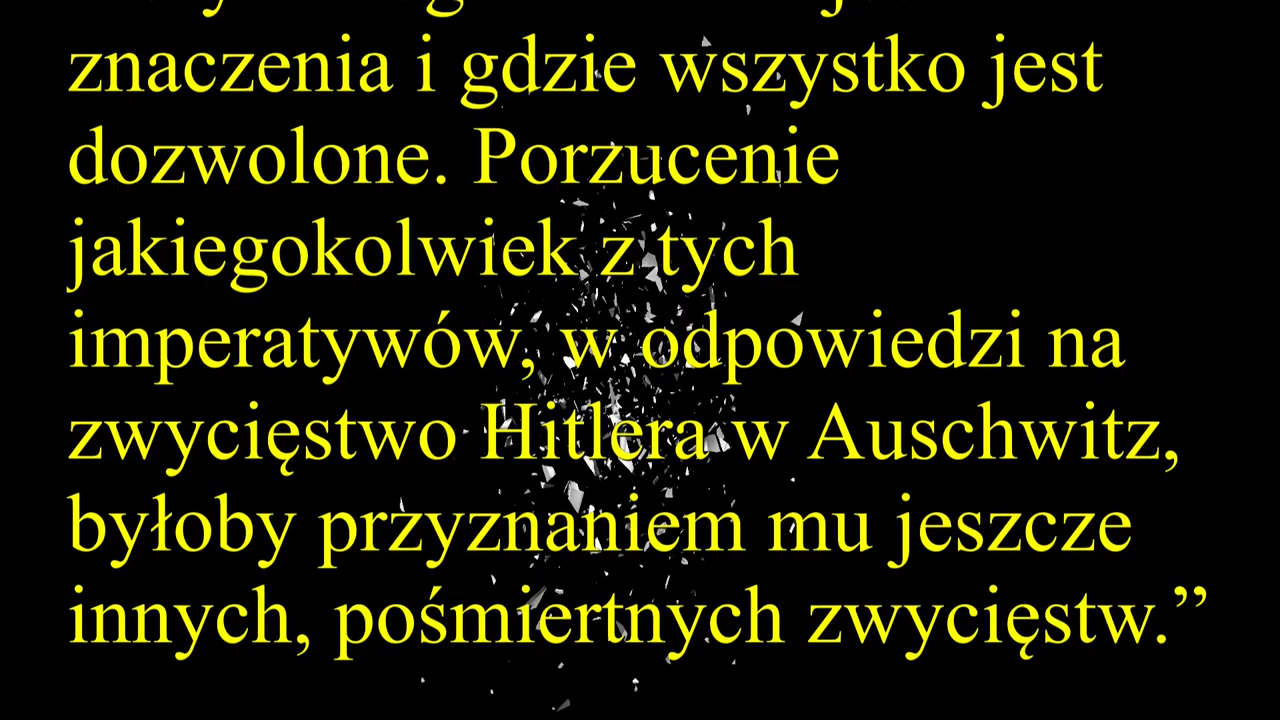 znaczenia i gdzie wszystko jest
dozwolone. Porzucenie
jakiegokolwiek z tych
imperatywów, w odpowiedzi na
zwycięstwo Hitlera w Auschwitz,
byłoby przyznaniem mu jeszcze
innych, pośmiertnych zwycięstw.”